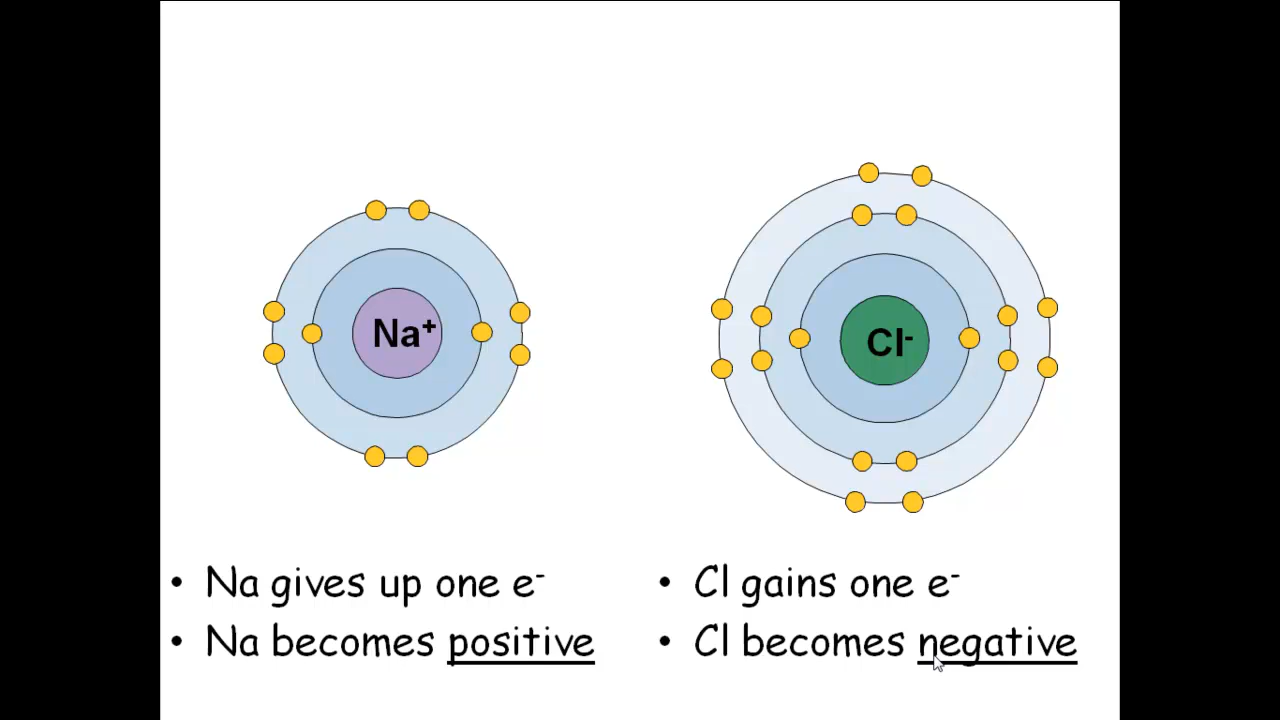 Na⁺
Cl⁻
• Na gives up one e⁻
• Na becomes positive
• Cl gains one e⁻
• Cl becomes negative